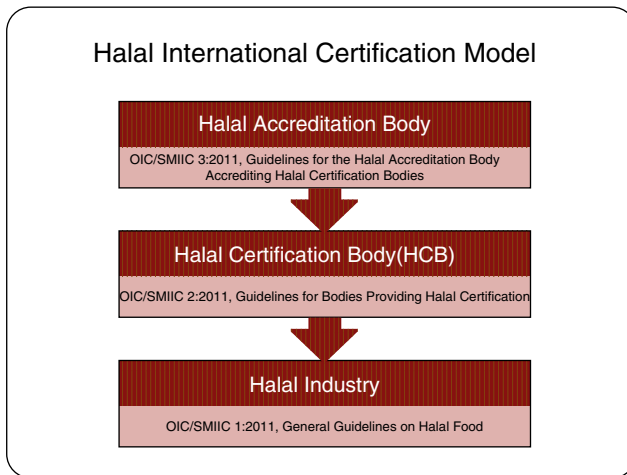 Halal International Certification Model
Halal Accreditation Body
OIC/SMIIC 3:2011, Guidelines for the Halal Accreditation Body
Accrediting Halal Certification Bodies
Halal Certification Body(HCB)
OIC/SMIIC 2:2011, Guidelines for Bodies Providing Halal Certification
Halal Industry
OIC/SMIIC 1:2011, General Guidelines on Halal Food